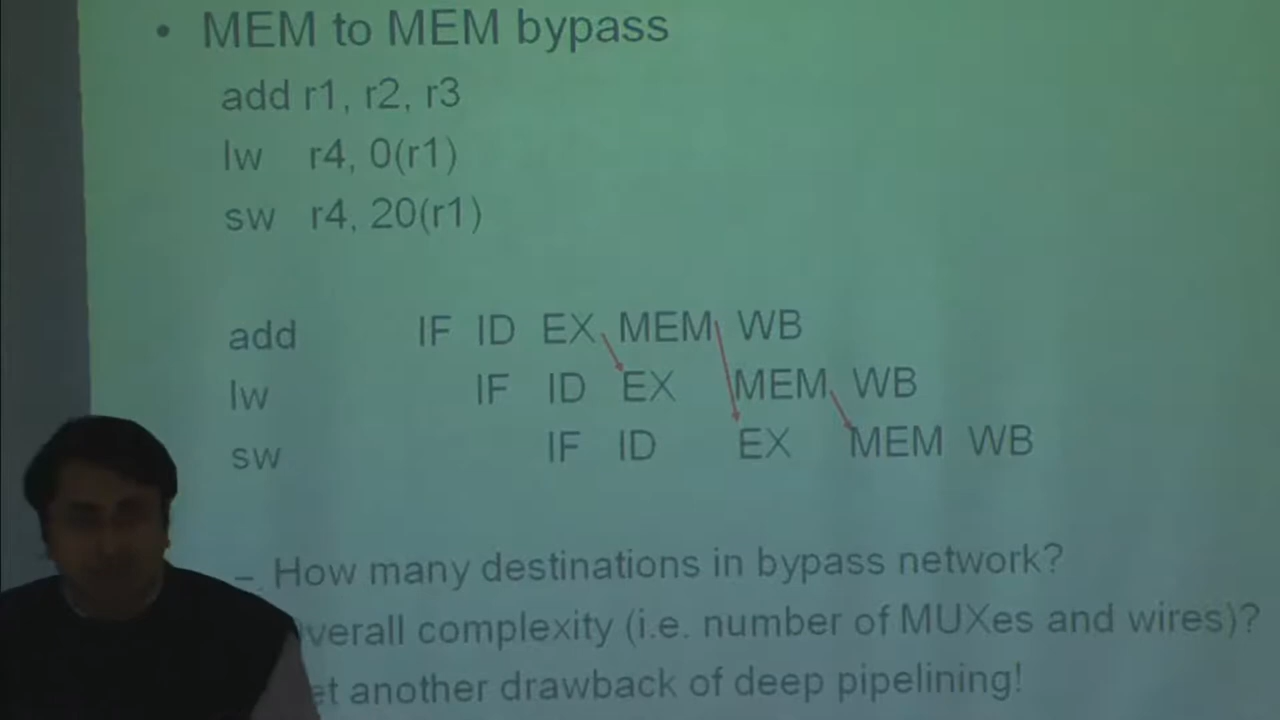 • MEM to MEM bypass
add r1, r2, r3
lw r4, 0(r1)
sw r4, 20(r1)
add IF ID EX MEM WB
lw IF ID EX MEM WB
sw IF ID EX MEM WB
– How many destinations in bypass network?
verall complexity (i.e. number of MUXes and wires)?
et another drawback of deep pipelining!